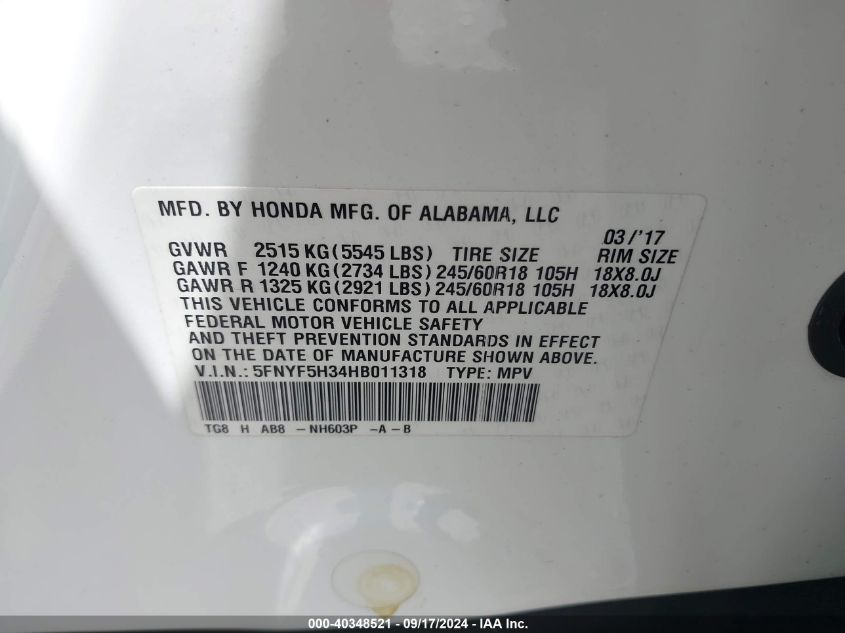 MFD. BY HONDA MFG. OF ALABAMA, LLC
03/'17
GVWR 2515 KG (5545 LBS) TIRE SIZE RIM SIZE
GAWR F 1240 KG (2734 LBS) 245/60R18 105H 18X8.0J
GAWR R 1325 KG (2921 LBS) 245/60R18 105H 18X8.0J
THIS VEHICLE CONFORMS TO ALL APPLICABLE
FEDERAL MOTOR VEHICLE SAFETY
AND THEFT PREVENTION STANDARDS IN EFFECT
ON THE DATE OF MANUFACTURE SHOWN ABOVE.
V.I.N.: 5FNYF5H34HB011318 TYPE: MPV
TG8 H AB8 - NH603P - A - B
000-40348521 - 09/17/2024 - IAA Inc.